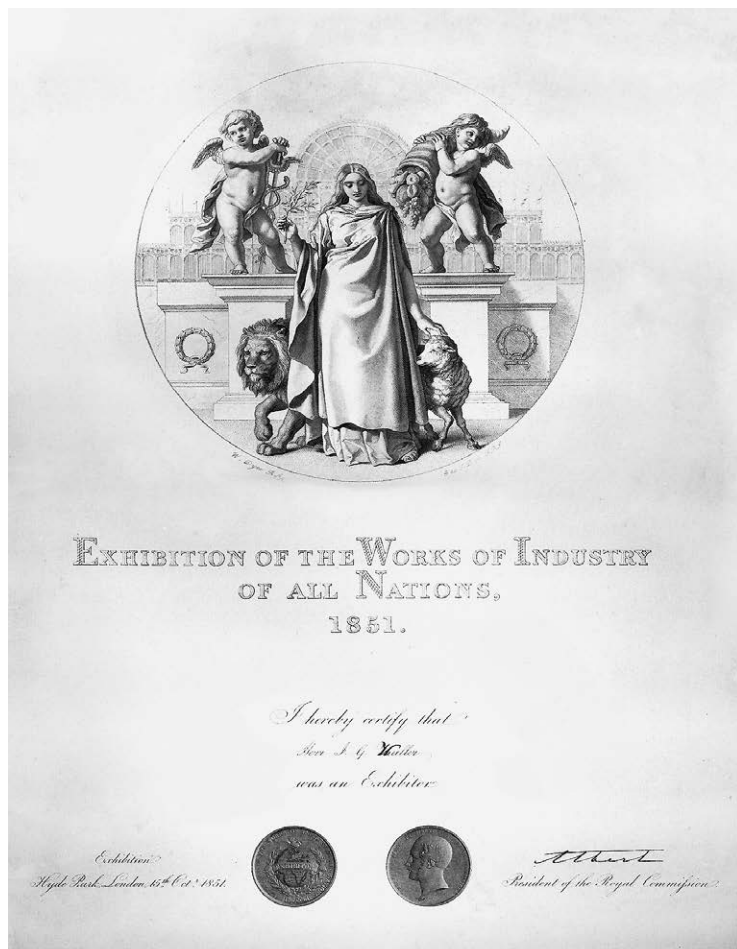 EXHIBITION OF THE WORKS OF INDUSTRY
OF ALL NATIONS,
1851.
I hereby certify that
J. G.
was an Exhibitor
Exhibition
Hyde Park, London, 15th Octr. 1851.
Albert
President of the Royal Commission.